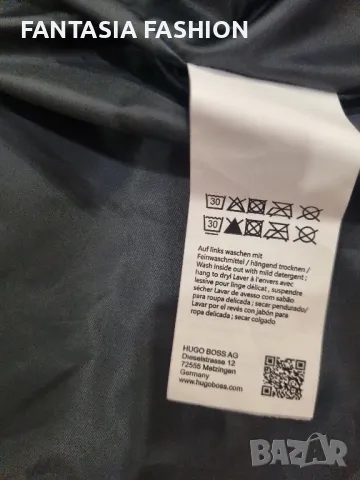 FANTASIA FASHION
30
30
Auf links waschen mit
Feinwaschmittel / hängend trocknen /
Wash inside out with mild detergent ;
hang to dry/ Laver à l'envers avec
lessive pour linge délicat , suspendre
sécher Lavar de avesso com sabão
para roupa delicada ; secar pendurado/
Lavar por el revés con jabón para
ropa delicada ; secar colgado
HUGO BOSS AG
Dieselstrasse 12
72555 Metzingen
Germany
www.hugoboss.com
BAZAR